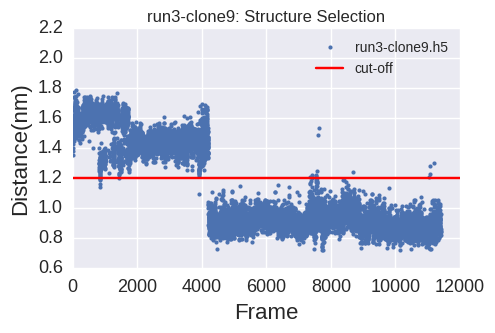 run3-clone9: Structure Selection
2.2
2.0
1.8
1.6
1.4
1.2
1.0
0.8
0.6
Distance(nm)
run3-clone9.h5
cut-off
0 2000 4000 6000 8000 10000 12000
Frame